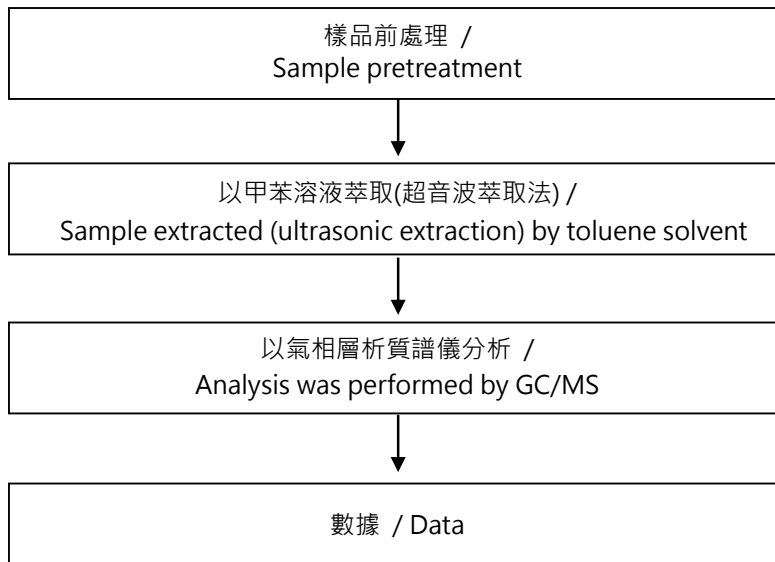 樣品前處理 /
Sample pretreatment
以甲苯溶液萃取(超音波萃取法) /
Sample extracted (ultrasonic extraction) by toluene solvent
以氣相層析質譜儀分析 /
Analysis was performed by GC/MS
數據 / Data